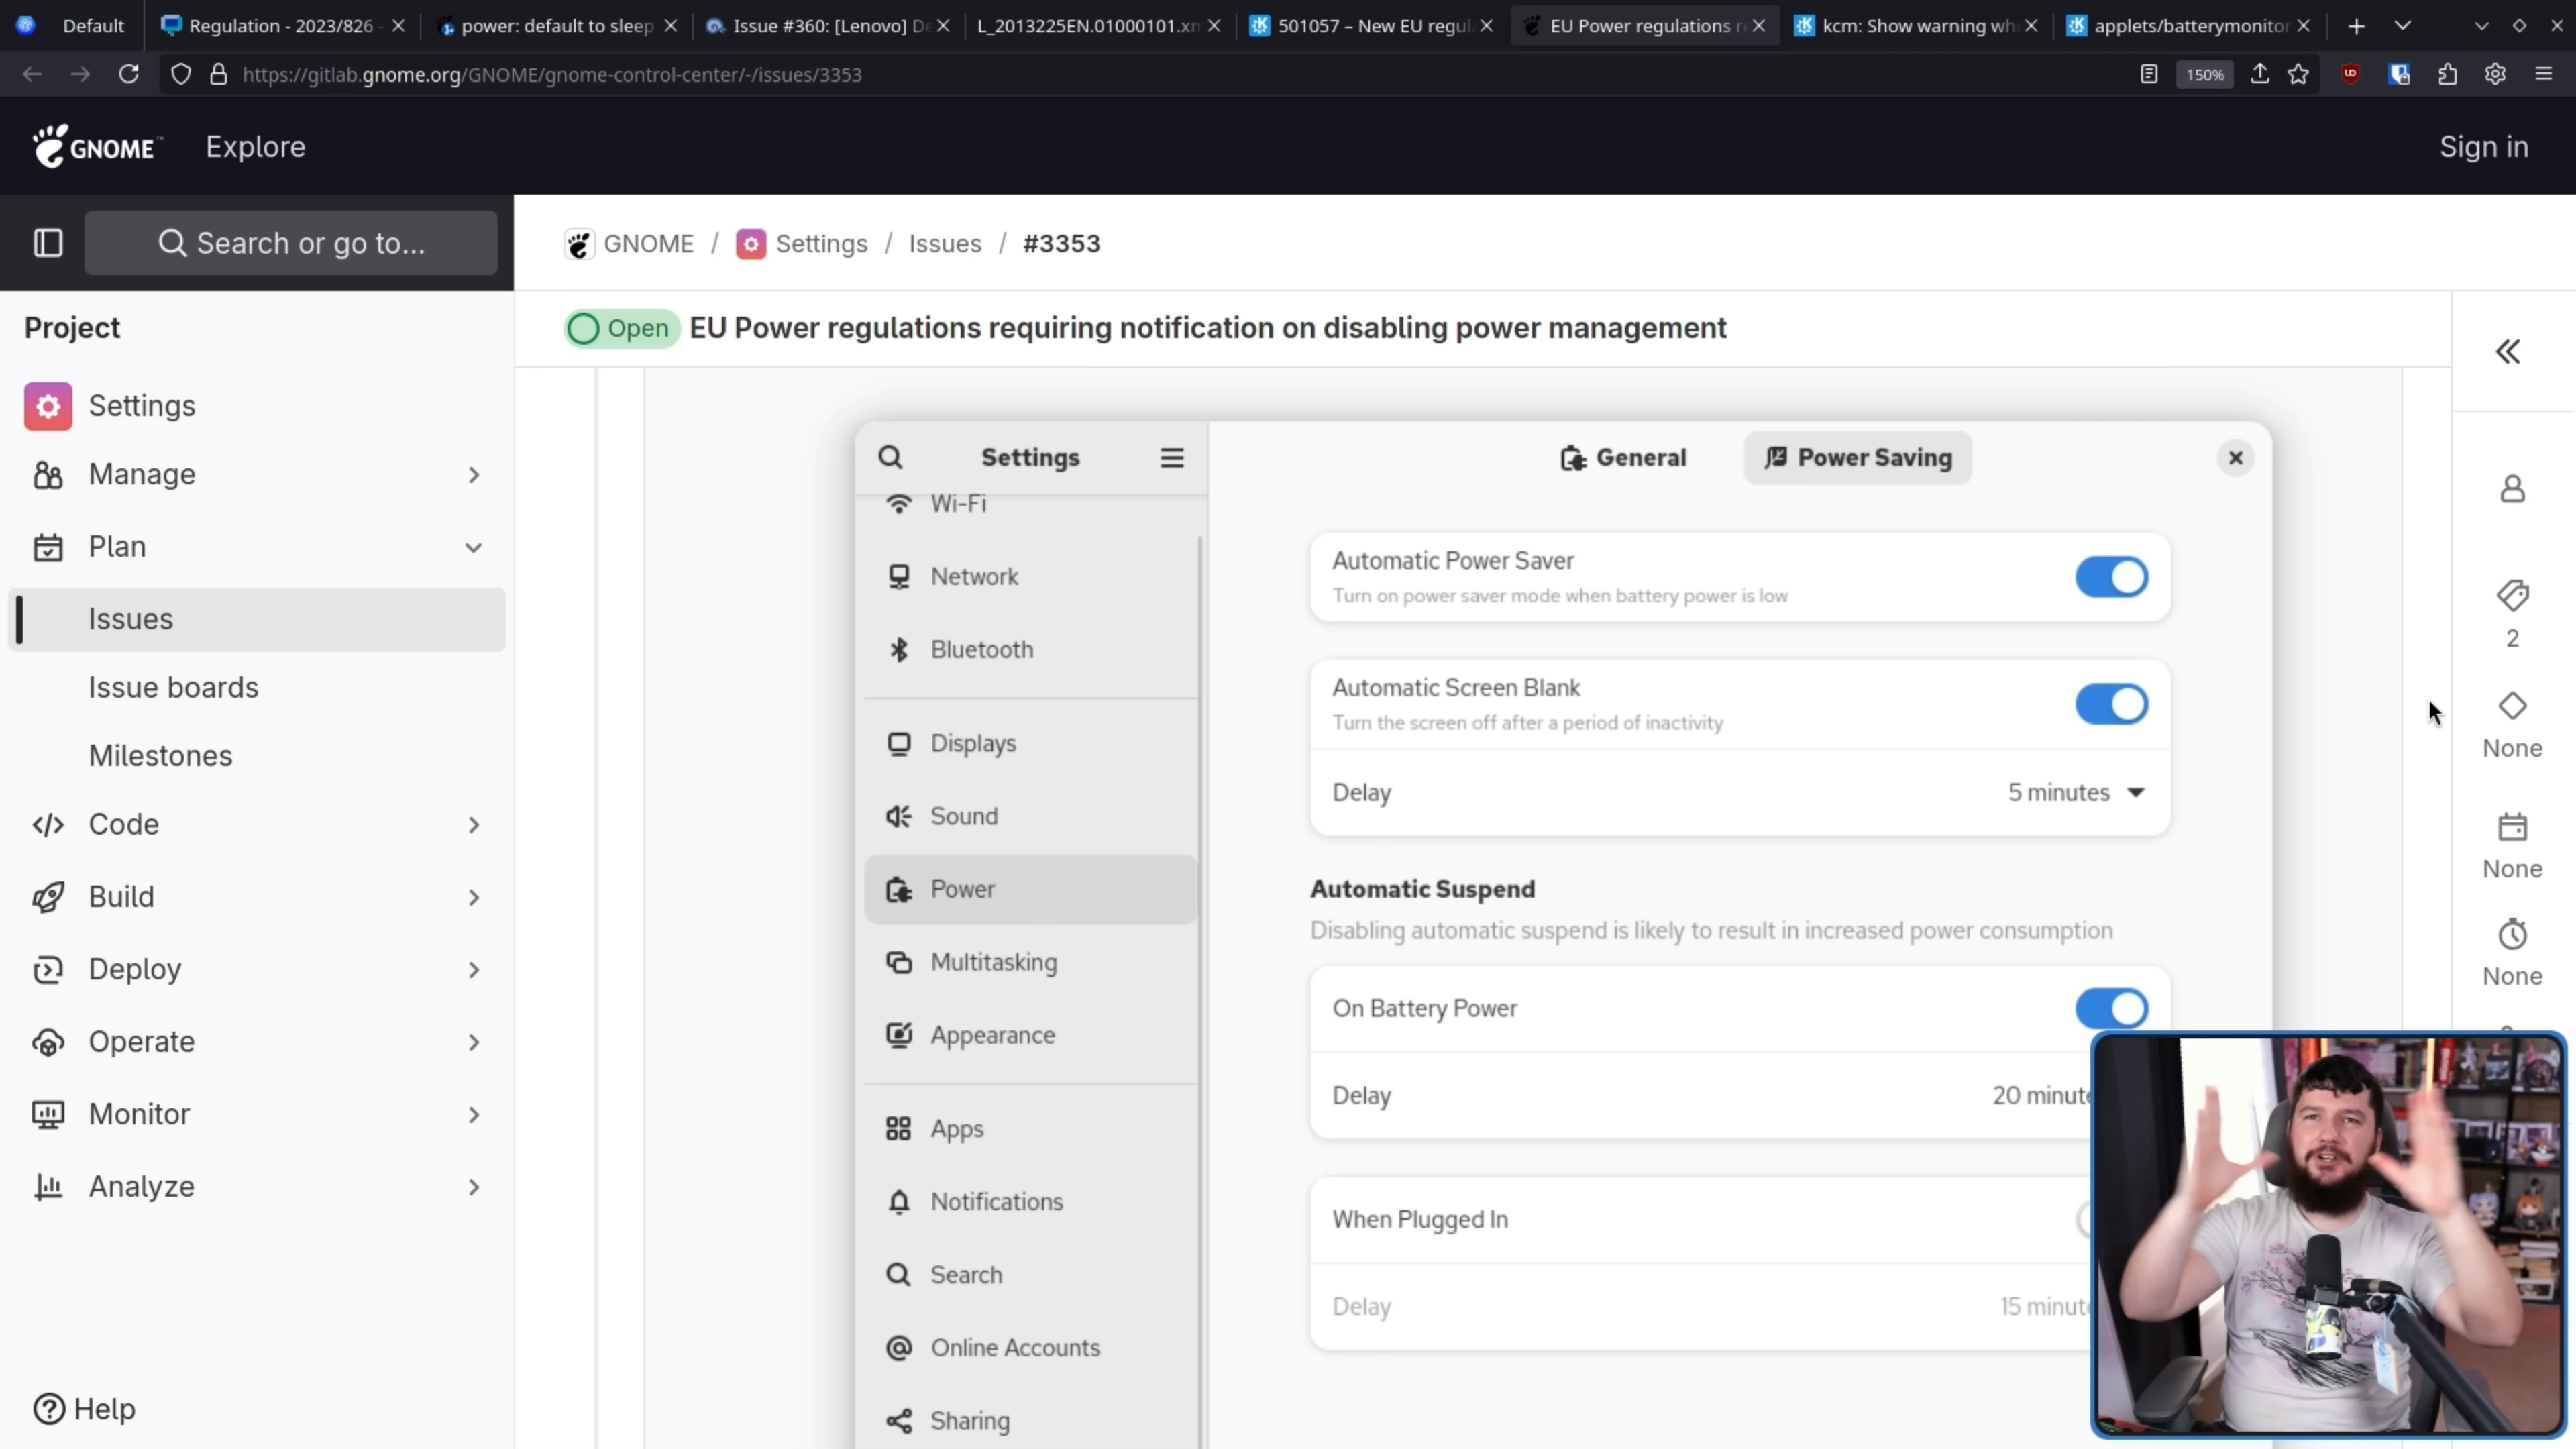 Default
Regulation - 2023/826 -
power: default to sleep
Issue #360: [Lenovo] De
L_2013225EN.01000101.xm
501057 – New EU regul
EU Power regulations r
kcm: Show warning wh
applets/batterymonitor
https://gitlab.gnome.org/GNOME/gnome-control-center/-/issues/3353
150%
GNOME
Explore
Sign in
Search or go to...
GNOME / Settings / Issues / #3353
Open EU Power regulations requiring notification on disabling power management
Project
Settings
Manage
Plan
Issues
Issue boards
Milestones
Code
Build
Deploy
Operate
Monitor
Analyze
Help
Settings
Wi-Fi
Network
Bluetooth
Displays
Sound
Power
Multitasking
Appearance
Apps
Notifications
Search
Online Accounts
Sharing
General
Power Saving
Automatic Power Saver
Turn on power saver mode when battery power is low
Automatic Screen Blank
Turn the screen off after a period of inactivity
Delay 5 minutes
Automatic Suspend
Disabling automatic suspend is likely to result in increased power consumption
On Battery Power
Delay 20 minute
When Plugged In
Delay 15 minute
2
None
None
None